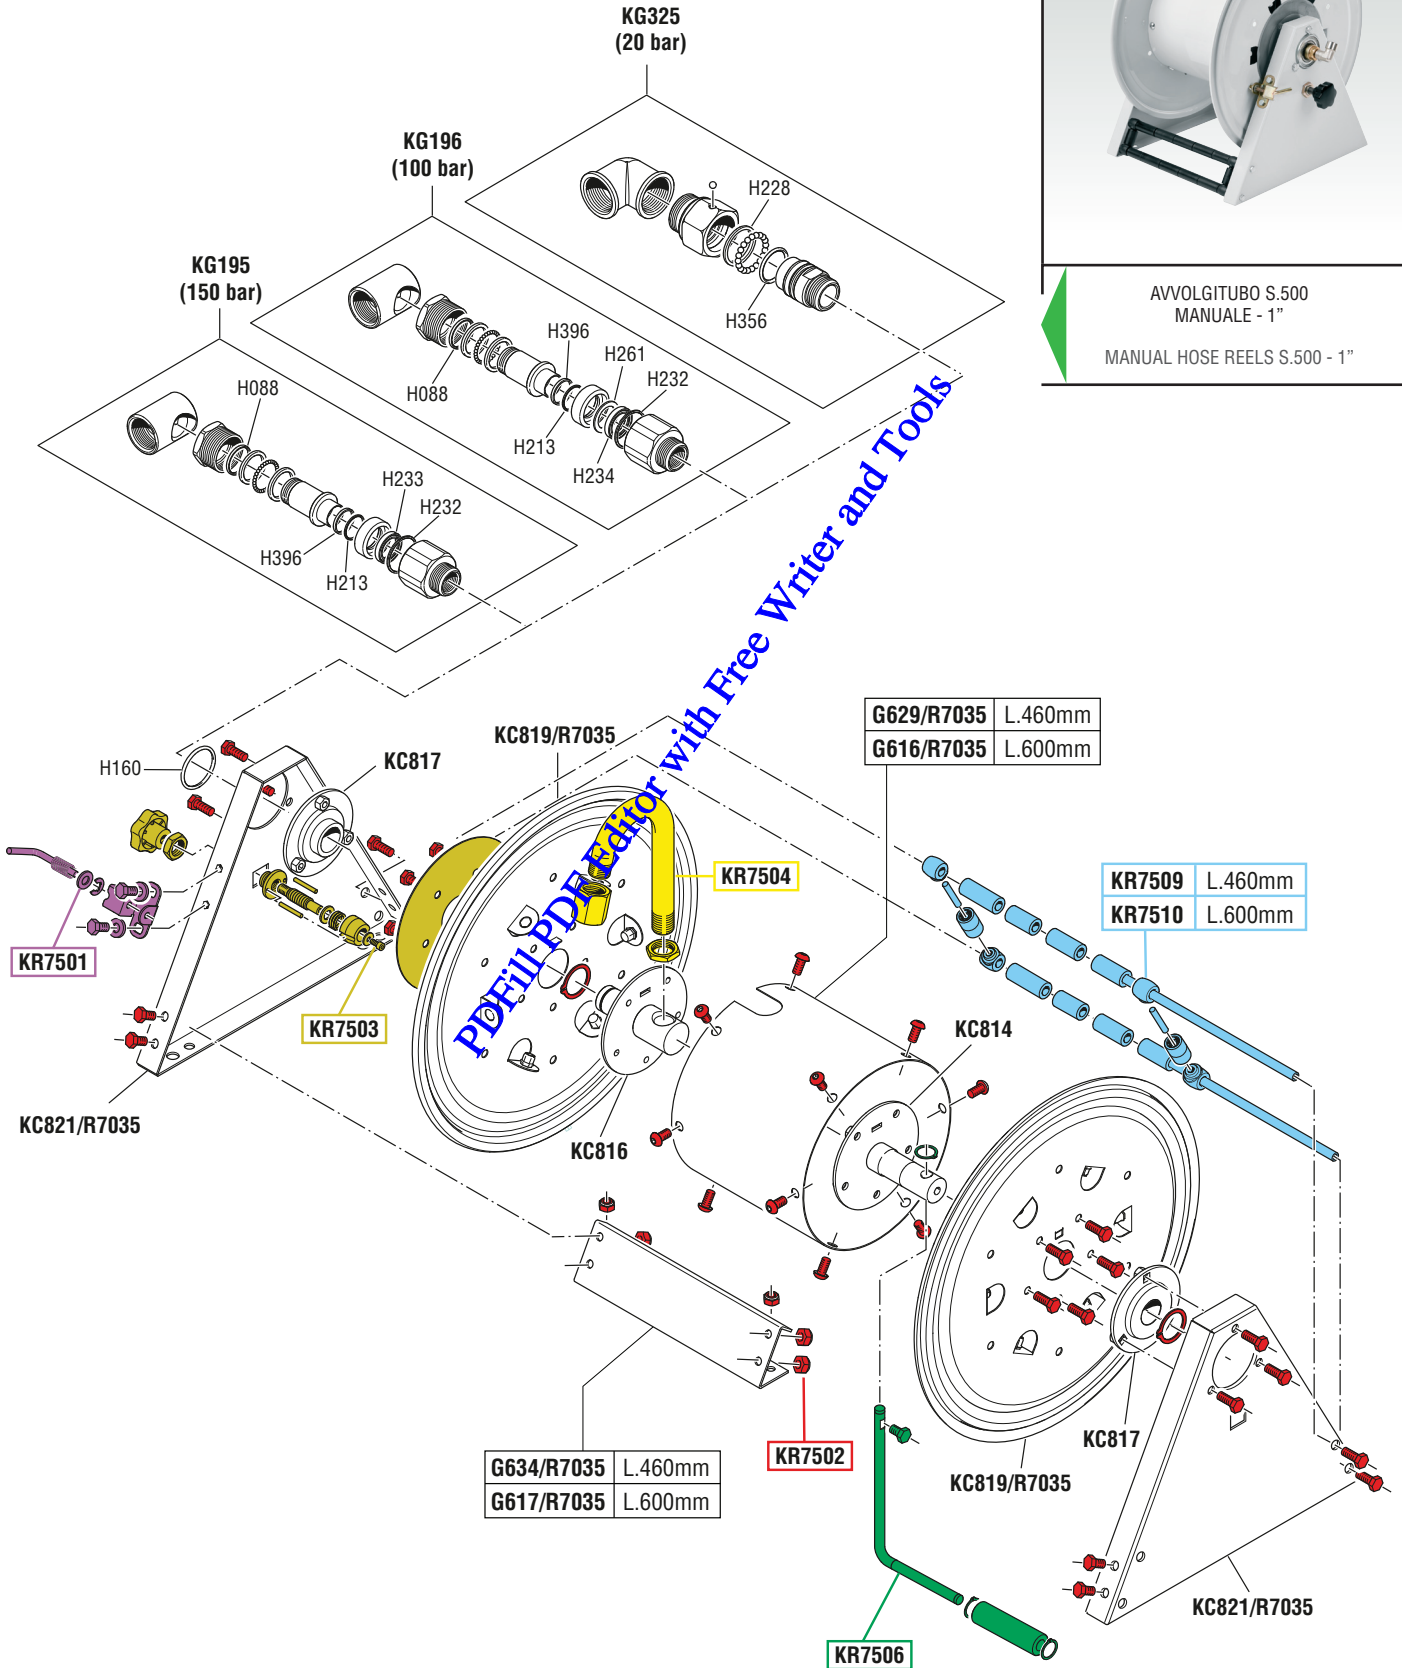 KG325
(20 bar)
KG196
(100 bar)
KG195
(150 bar)
H228
H356
H396
H261
H232
H088
H213
H234
H088
H233
H232
H396
H213
AVVOLGITUBO S.500
MANUALE - 1”
MANUAL HOSE REELS S.500 - 1”
PDFill PDF Editor with Free Writer and Tools
G629/R7035 L.460mm
G616/R7035 L.600mm
KC819/R7035
KC817
H160
KR7504
KR7509 L.460mm
KR7510 L.600mm
KR7501
KR7503
KC814
KC821/R7035
KC816
KR7502
KC817
KC819/R7035
G634/R7035 L.460mm
G617/R7035 L.600mm
KC821/R7035
KR7506